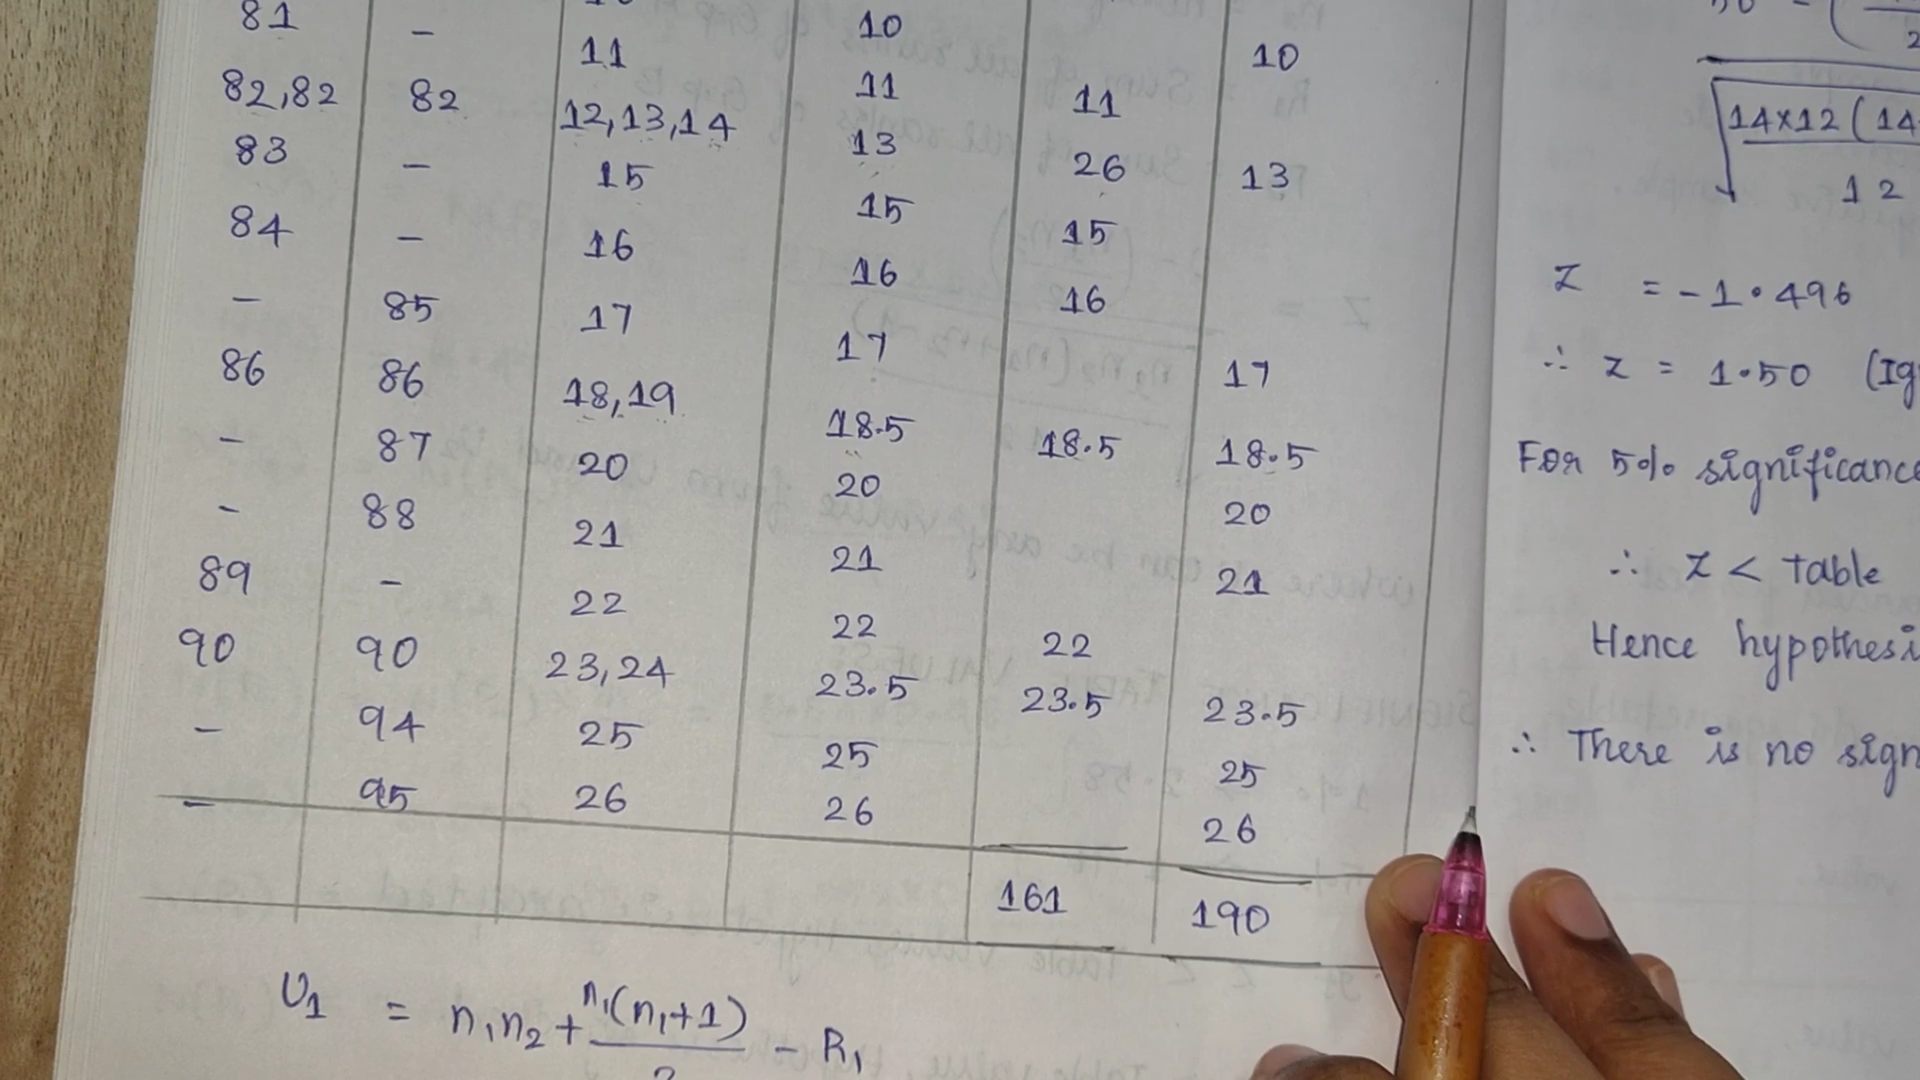 81 - 10 10
11
82,82 82 12,13,14 11 11
83 - 15 13 26 13
84 - 16 15 15
- 85 17 16 16
86 86 18,19 17 17
- 87 20 18.5 18.5 18.5
- 88 21 20 20
89 - 22 21 21
90 90 23,24 22 22
- 94 25 23.5 23.5 23.5
- 95 26 25 25
26 26
161 190
U1 = n1n2 + n1(n1+1) - R1
2
14×12(14
12
Z = -1.496
∴ Z = 1.50 (Ig
For 5% significance
∴ Z < table
Hence hypothesi
∴ There is no sign